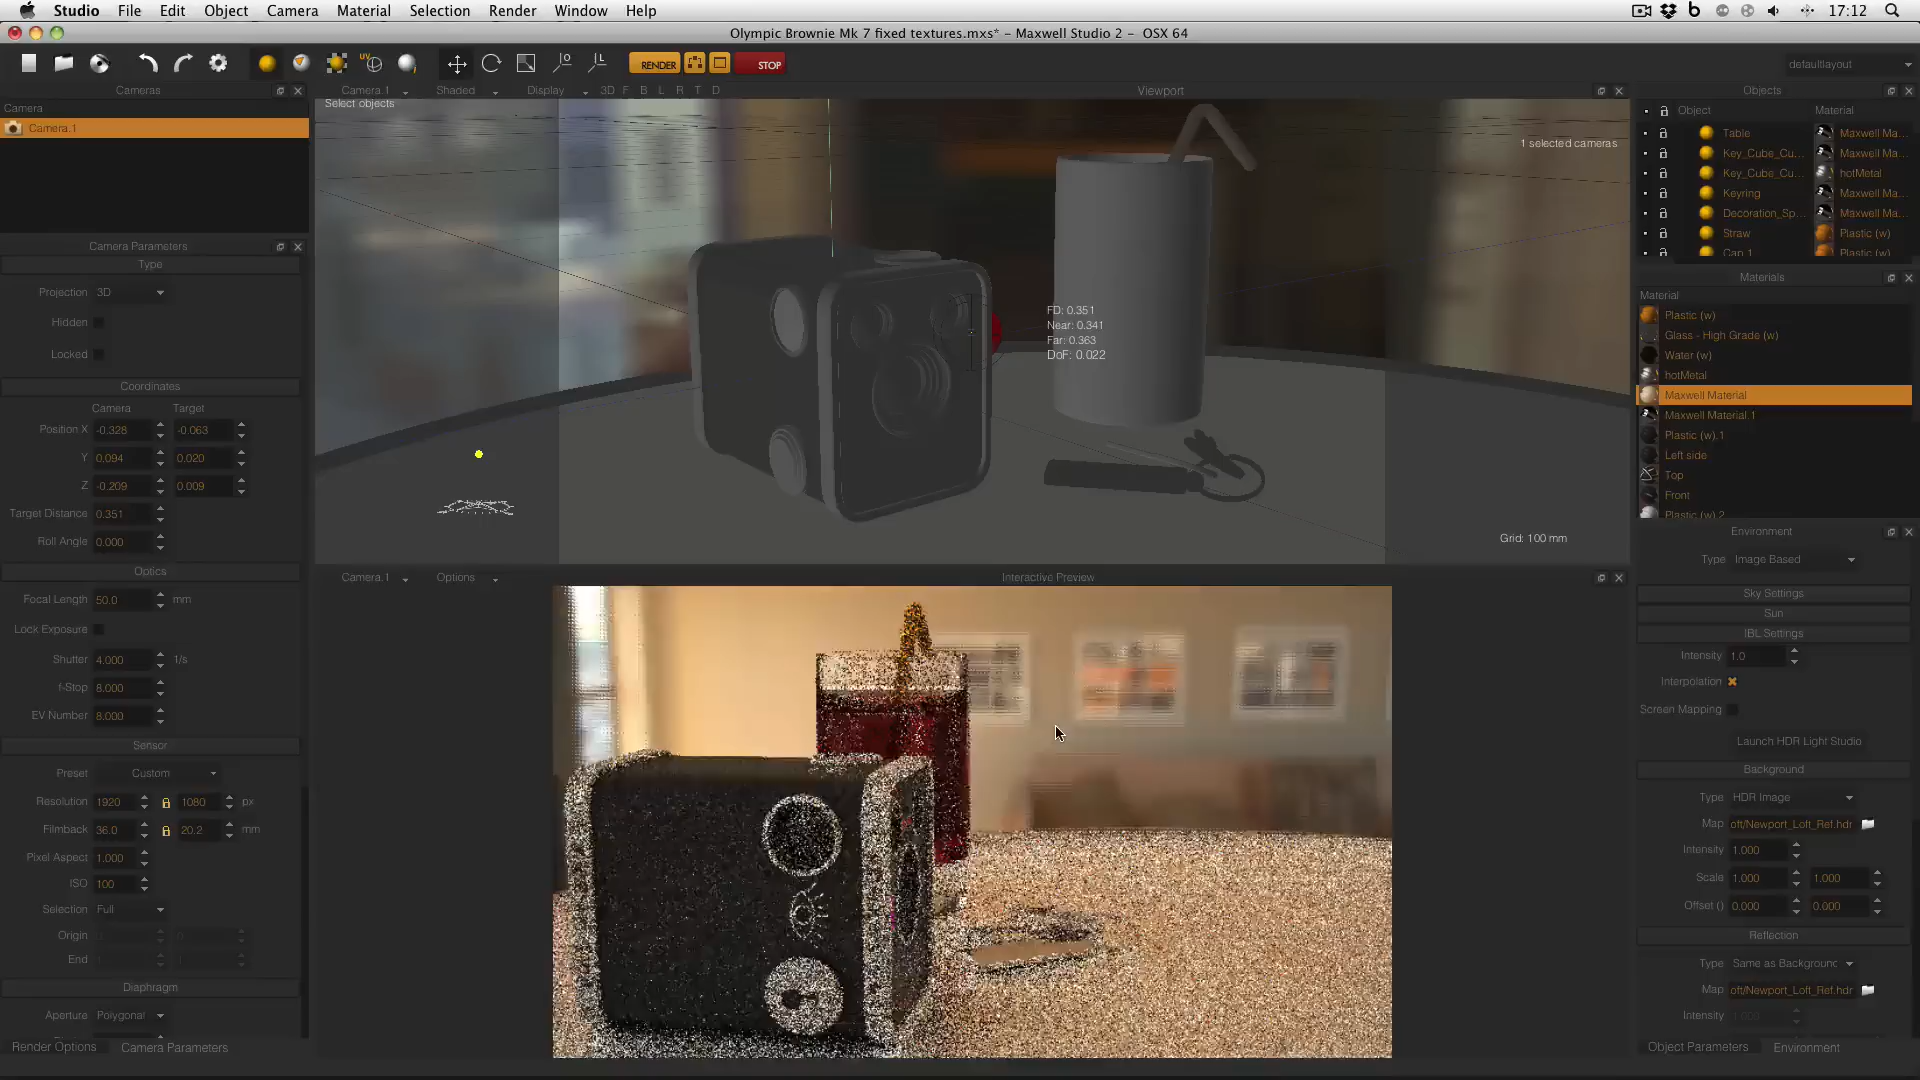 Studio File Edit Object Camera Material Selection Render Window Help 17:12
Olympic Brownie Mk 7 fixed textures.mxs* - Maxwell Studio 2 - OSX 64
UV RENDER STOP defaultlayout
Cameras
Camera
Camera.1
Camera Parameters
Type
Projection 3D
Hidden
Locked
Coordinates
Camera Target
Position X -0.328 -0.063
Y 0.094 0.020
Z -0.209 0.009
Target Distance 0.351
Roll Angle 0.000
Optics
Focal Length 50.0 mm
Lock Exposure
Shutter 4.000 1/s
f-Stop 8.000
EV Number 8.000
Sensor
Preset Custom
Resolution 1920 1080 px
Filmback 36.0 20.2 mm
Pixel Aspect 1.000
ISO 100
Selection Full
Origin
End
Diaphragm
Aperture Polygonal
Render Options Camera Parameters
Camera.1 Shaded Display 3D F B L R T D Viewport
Select objects
1 selected cameras
FD: 0.351
Near: 0.341
Far: 0.363
DoF: 0.022
Grid: 100 mm
Camera.1 Options Interactive Preview
Objects
Object Material
Table Maxwell Ma...
Key_Cube_Cu... Maxwell Ma...
Key_Cube_Cu... hotMetal
Keyring Maxwell Ma...
Decoration_Sp... Maxwell Ma...
Straw Plastic (w)
Cap.1 Plastic (w)
Materials
Material
Plastic (w)
Glass - High Grade (w)
Water (w)
hotMetal
Maxwell Material
Maxwell Material.1
Plastic (w).1
Left side
Top
Front
Plastic (w).2
Environment
Type Image Based
Sky Settings
Sun
IBL Settings
Intensity 1.0
Interpolation
Screen Mapping
Launch HDR Light Studio
Background
Type HDR Image
Map oft/Newport_Loft_Ref.hdr
Intensity 1.000
Scale 1.000 1.000
Offset () 0.000 0.000
Reflection
Type Same as Background
Map oft/Newport_Loft_Ref.hdr
Intensity 1.000
Object Parameters Environment